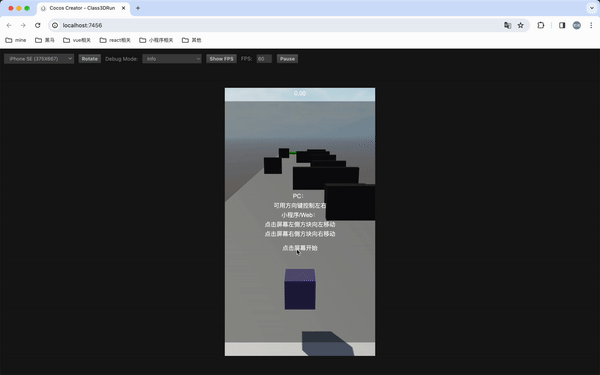 Cocos Creator - Class3DRun
localhost:7456
mine
黑马
vue相关
react相关
小程序相关
其他
iPhone SE (375X667)
Rotate
Debug Mode:
Info
Show FPS
FPS:
60
Pause
0.00
PC：
可用方向键控制左右
小程序/Web：
点击屏幕左侧方块向左移动
点击屏幕右侧方块向右移动
点击屏幕开始